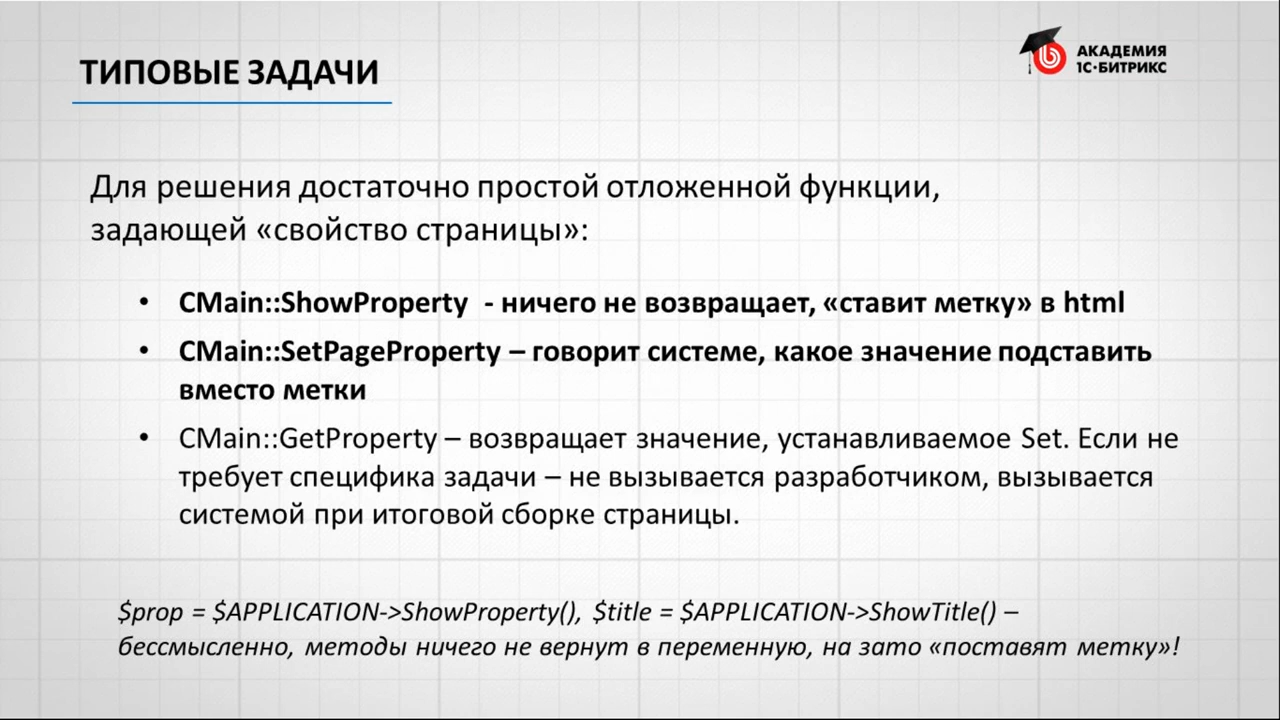 ТИПОВЫЕ ЗАДАЧИ
АКАДЕМИЯ
1С·БИТРИКС
Для решения достаточно простой отложенной функции,
задающей «свойство страницы»:
• CMain::ShowProperty - ничего не возвращает, «ставит метку» в html
• CMain::SetPageProperty – говорит системе, какое значение подставить
вместо метки
• CMain::GetProperty – возвращает значение, устанавливаемое Set. Если не
требует специфика задачи – не вызывается разработчиком, вызывается
системой при итоговой сборке страницы.
$prop = $APPLICATION->ShowProperty(), $title = $APPLICATION->ShowTitle() –
бессмысленно, методы ничего не вернут в переменную, на зато «поставят метку»!